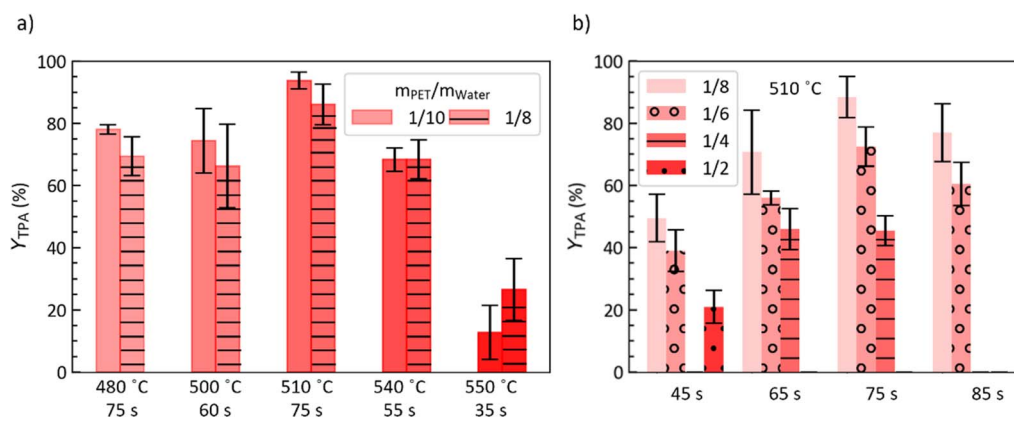 a)
100
80
60
40
20
0
Y_TPA (%)
m_PET/m_Water
1/10 1/8
480 ˚C 500 ˚C 510 ˚C 540 ˚C 550 ˚C
75 s 60 s 75 s 55 s 35 s
b)
100
80
60
40
20
0
Y_TPA (%)
1/8
1/6
1/4
1/2
510 ˚C
45 s 65 s 75 s 85 s